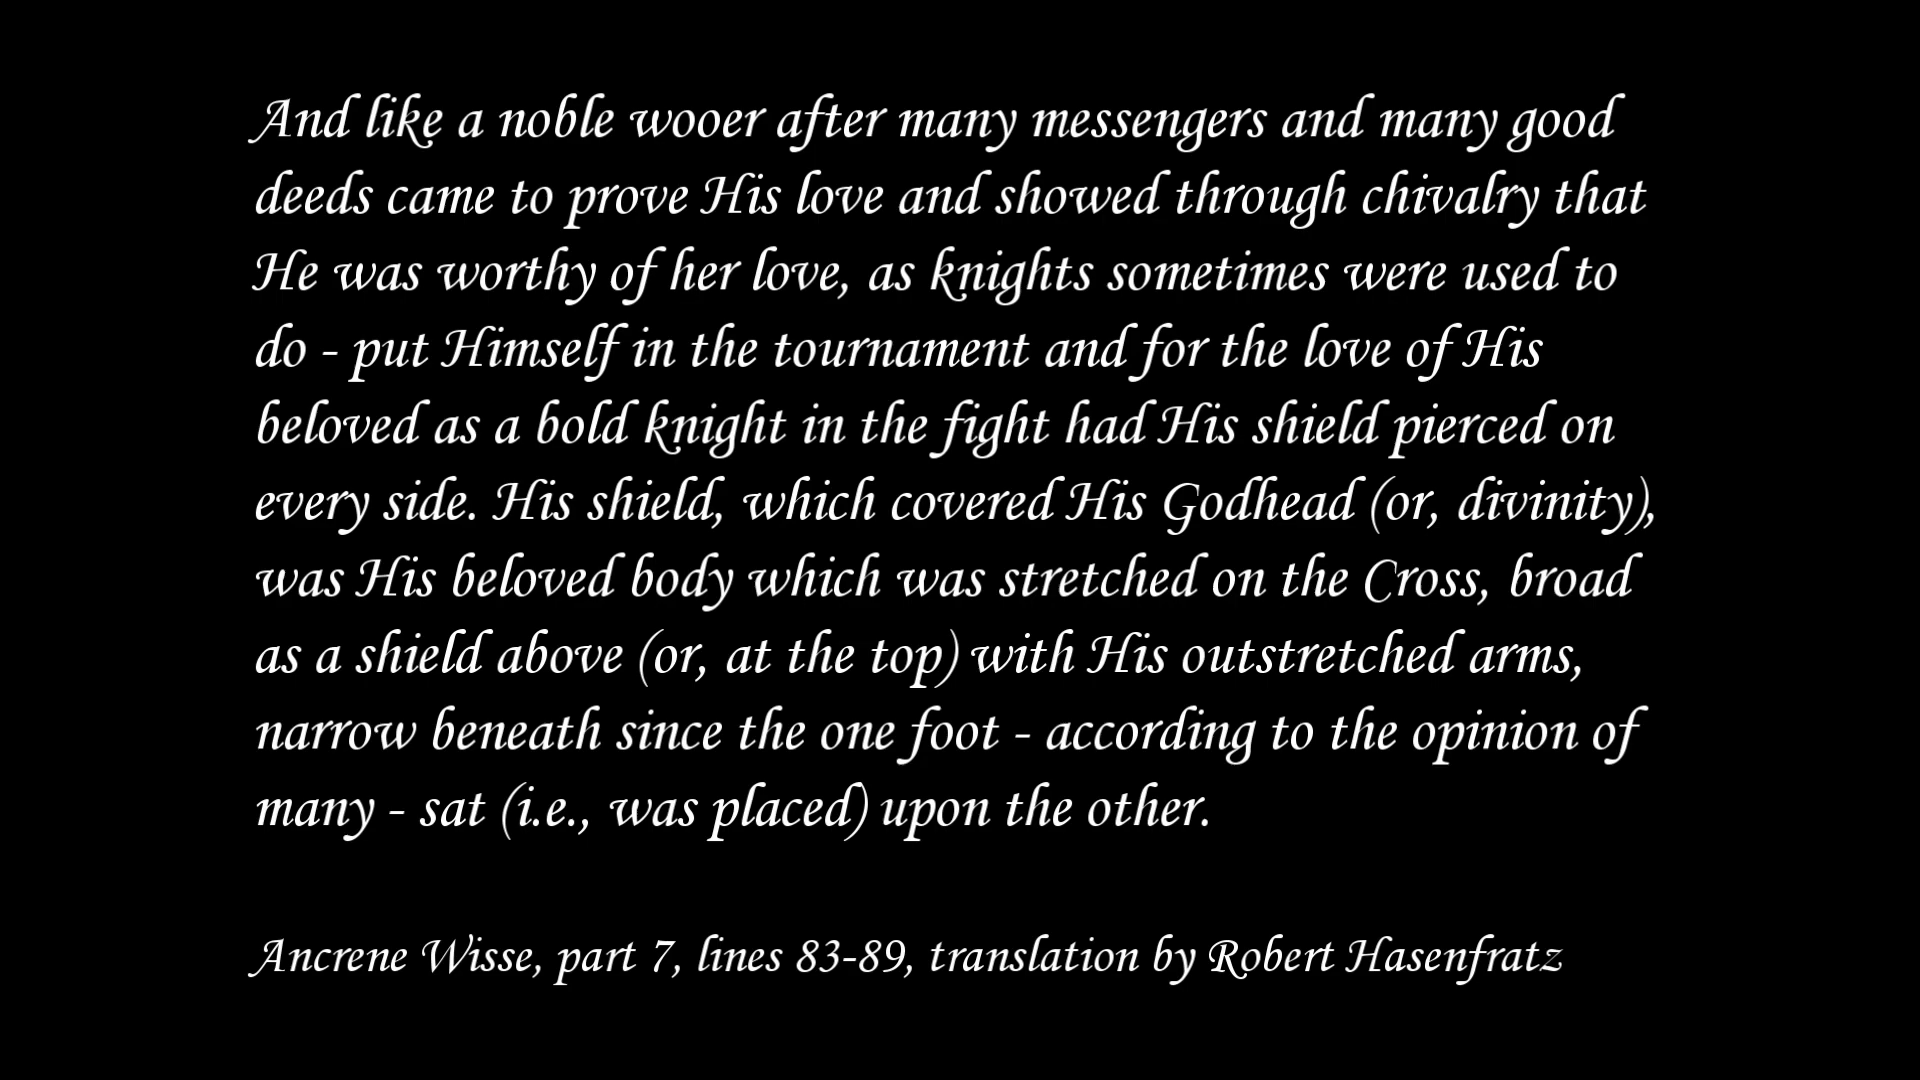 And like a noble wooer after many messengers and many good
deeds came to prove His love and showed through chivalry that
He was worthy of her love, as knights sometimes were used to
do - put Himself in the tournament and for the love of His
beloved as a bold knight in the fight had His shield pierced on
every side. His shield, which covered His Godhead (or, divinity),
was His beloved body which was stretched on the Cross, broad
as a shield above (or, at the top) with His outstretched arms,
narrow beneath since the one foot - according to the opinion of
many - sat (i.e., was placed) upon the other.
Ancrene Wisse, part 7, lines 83-89, translation by Robert Hasenfratz